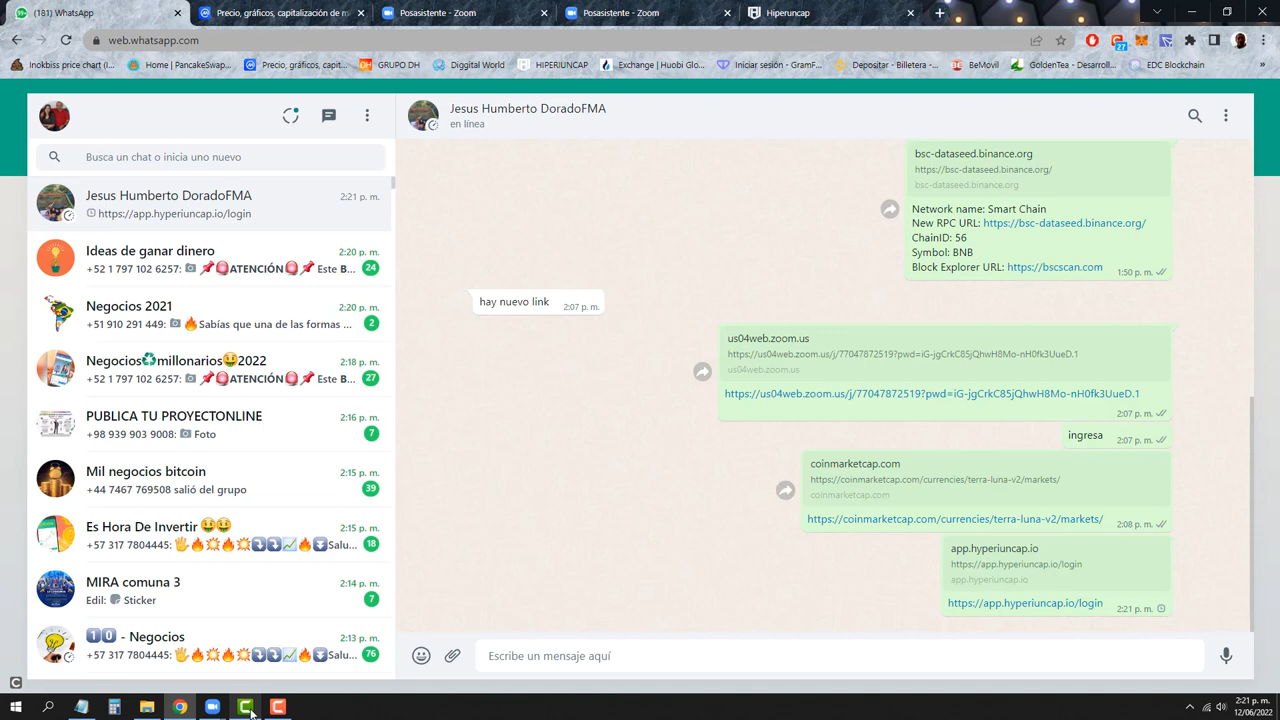 (181) WhatsApp
Precio, gráficos, capitalización de m
Posasistente - Zoom
Posasistente - Zoom
Hiperuncap
web.whatsapp.com
27
Inokbiss price chart (I...
Home | PancakeSwap...
Precio, gráficos, capit...
GRUPO DH
Diggital World
HIPERIUNCAP
Exchange | Huobi Glo...
Iniciar sesión - GramF...
Depositar - Billetera -...
BeMovil
GoldenTea - Desarroll...
EDC Blockchain
»
Busca un chat o inicia uno nuevo
Jesus Humberto DoradoFMA
2:21 p. m.
https://app.hyperiuncap.io/login
Ideas de ganar dinero
2:20 p. m.
+52 1 797 102 6257: 📷 📌🚨ATENCIÓN🚨📌 Este B...
24
Negocios 2021
2:20 p. m.
+51 910 291 449: 📷 🔥Sabías que una de las formas ...
2
Negocios♻️millonarios🤑2022
2:18 p. m.
+52 1 797 102 6257: 📷 📌🚨ATENCIÓN🚨📌 Este B...
27
PUBLICA TU PROYECTONLINE
2:16 p. m.
+98 939 903 9008: 📷 Foto
7
Mil negocios bitcoin
2:15 p. m.
+44 7467 769508 salió del grupo
39
Es Hora De Invertir 🤑🤑
2:15 p. m.
+57 317 7804445: 🖐🔥💥🔥💥⤵️⤵️📈🔥⬇️Salu...
18
MIRA comuna 3
2:14 p. m.
Edil: Sticker
7
1️⃣0️⃣ - Negocios
2:13 p. m.
+57 317 7804445: 🖐🔥💥🔥💥⤵️⤵️📈🔥⬇️Salu...
76
Jesus Humberto DoradoFMA
en línea
bsc-dataseed.binance.org
https://bsc-dataseed.binance.org/
bsc-dataseed.binance.org
Network name: Smart Chain
New RPC URL: https://bsc-dataseed.binance.org/
ChainID: 56
Symbol: BNB
Block Explorer URL: https://bscscan.com
1:50 p. m.
hay nuevo link
2:07 p. m.
us04web.zoom.us
https://us04web.zoom.us/j/77047872519?pwd=iG-jgCrkC85jQhwH8Mo-nH0fk3UueD.1
us04web.zoom.us
https://us04web.zoom.us/j/77047872519?pwd=iG-jgCrkC85jQhwH8Mo-nH0fk3UueD.1
2:07 p. m.
ingresa
2:07 p. m.
coinmarketcap.com
https://coinmarketcap.com/currencies/terra-luna-v2/markets/
coinmarketcap.com
https://coinmarketcap.com/currencies/terra-luna-v2/markets/
2:08 p. m.
app.hyperiuncap.io
https://app.hyperiuncap.io/login
app.hyperiuncap.io
https://app.hyperiuncap.io/login
2:21 p. m.
Escribe un mensaje aquí
2:21 p. m.
12/06/2022